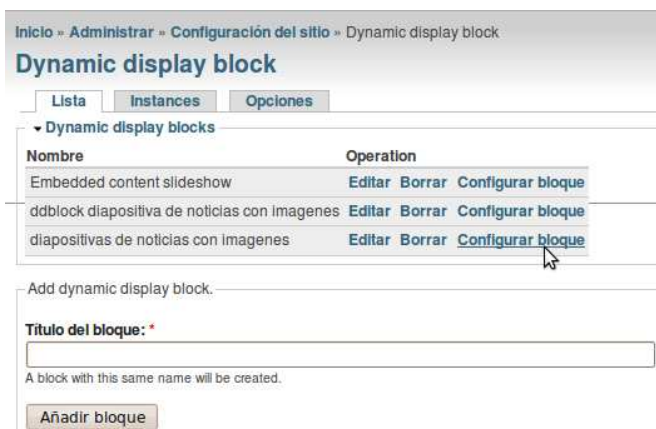 Inicio » Administrar » Configuración del sitio » Dynamic display block
Dynamic display block
Lista Instances Opciones
Dynamic display blocks
Nombre Operation
Embedded content slideshow Editar Borrar Configurar bloque
ddblock diapositiva de noticias con imagenes Editar Borrar Configurar bloque
diapositivas de noticias con imagenes Editar Borrar Configurar bloque
Add dynamic display block.
Título del bloque: *
A block with this same name will be created.
Añadir bloque